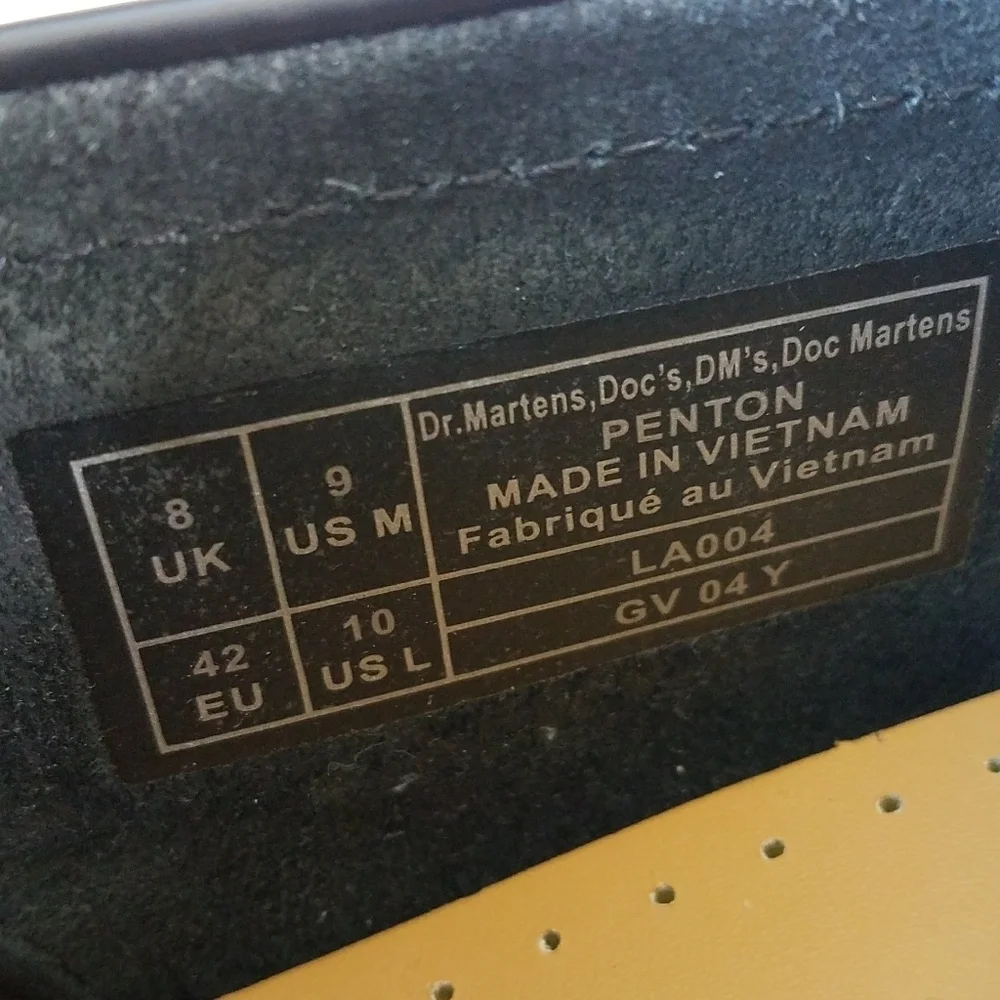 8
UK
9
US M
42
EU
10
US L
Dr.Martens,Doc's,DM's,Doc Martens
PENTON
MADE IN VIETNAM
Fabriqué au Vietnam
LA004
GV 04 Y